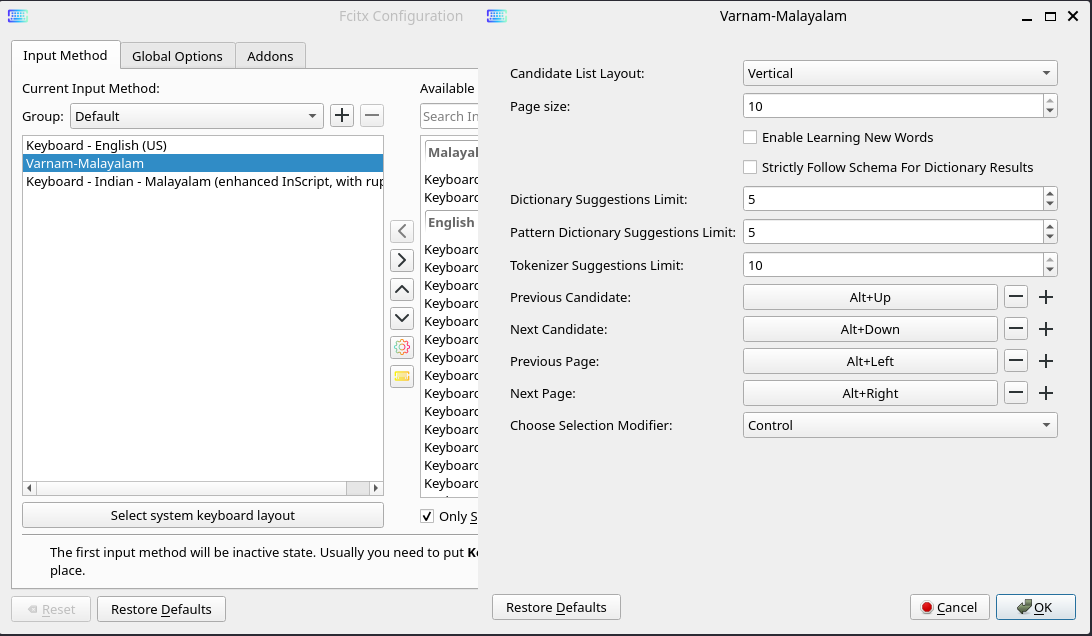 Fcitx Configuration
Input Method
Global Options
Addons
Current Input Method:
Available
Group:
Default
Search In
Keyboard - English (US)
Varnam-Malayalam
Keyboard - Indian - Malayalam (enhanced InScript, with rup
Malayal
Keyboard
Keyboard
English
Keyboard
Keyboard
Keyboard
Keyboard
Keyboard
Keyboard
Keyboard
Keyboard
Keyboard
Keyboard
Keyboard
Keyboard
Keyboard
Keyboard
Select system keyboard layout
Only S
The first input method will be inactive state. Usually you need to put Ke
place.
Reset
Restore Defaults
Varnam-Malayalam
Candidate List Layout:
Vertical
Page size:
10
Enable Learning New Words
Strictly Follow Schema For Dictionary Results
Dictionary Suggestions Limit:
5
Pattern Dictionary Suggestions Limit:
5
Tokenizer Suggestions Limit:
10
Previous Candidate:
Alt+Up
Next Candidate:
Alt+Down
Previous Page:
Alt+Left
Next Page:
Alt+Right
Choose Selection Modifier:
Control
Restore Defaults
Cancel
OK